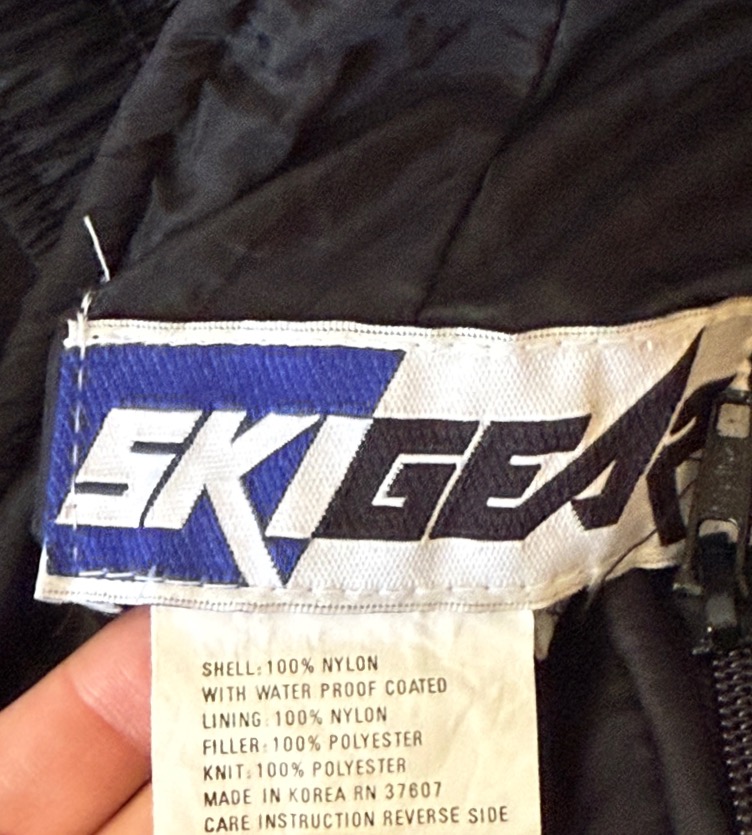 SKIGEAR
SHELL: 100% NYLON
WITH WATER PROOF COATED
LINING: 100% NYLON
FILLER: 100% POLYESTER
KNIT: 100% POLYESTER
MADE IN KOREA RN 37607
CARE INSTRUCTION REVERSE SIDE